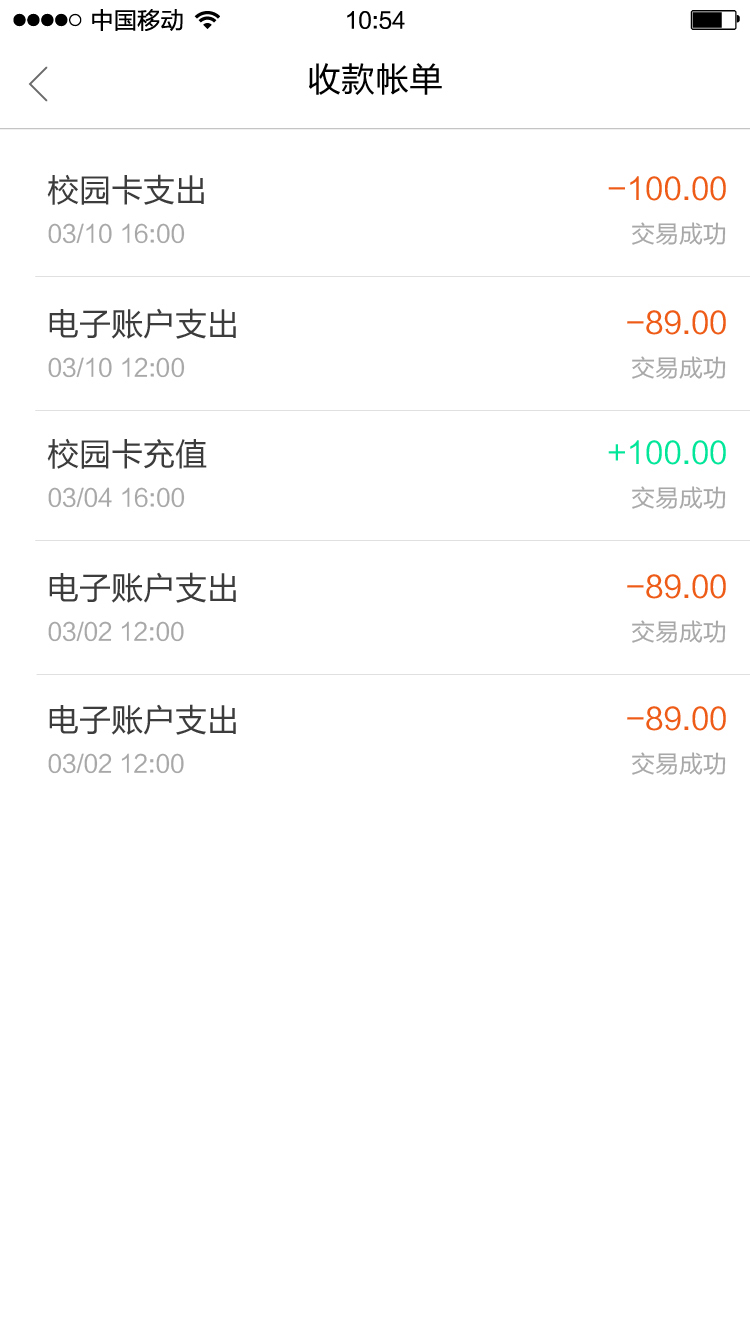 中国移动 10:54
收款帐单
校园卡支出 −100.00
03/10 16:00 交易成功
电子账户支出 −89.00
03/10 12:00 交易成功
校园卡充值 +100.00
03/04 16:00 交易成功
电子账户支出 −89.00
03/02 12:00 交易成功
电子账户支出 −89.00
03/02 12:00 交易成功